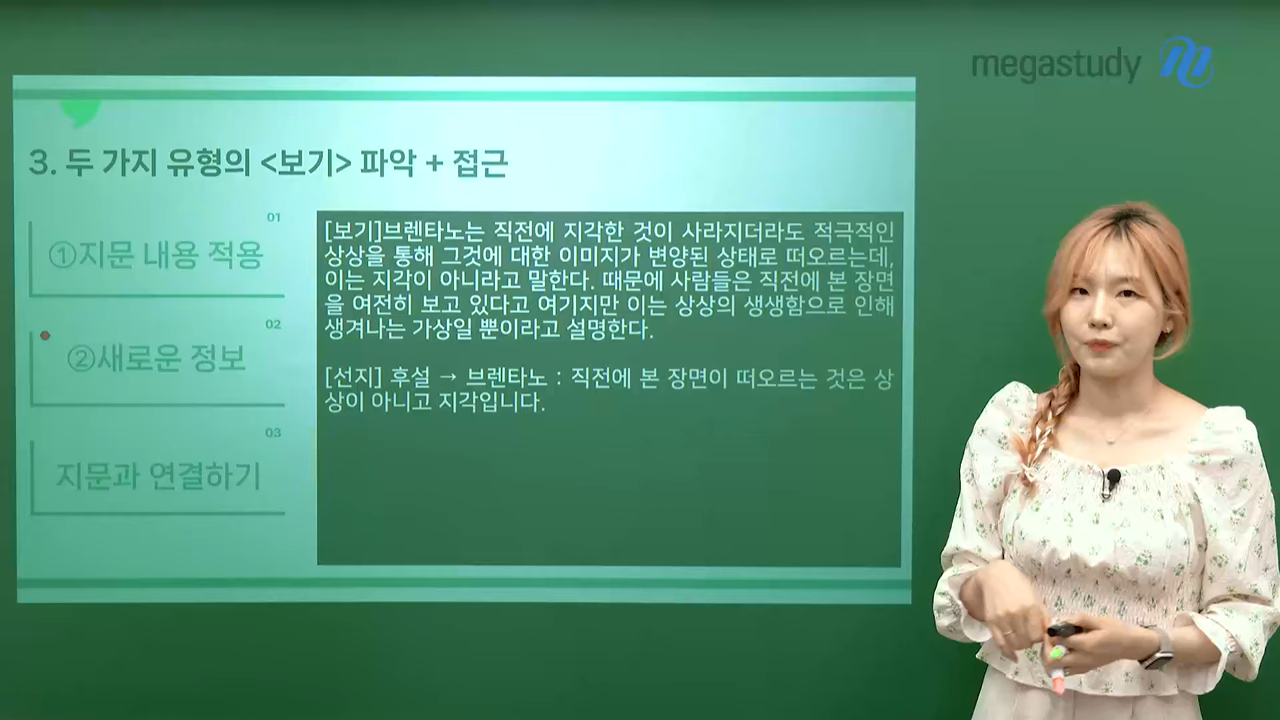 megastudy
3. 두 가지 유형의 <보기> 파악 + 접근
01
①지문 내용 적용
02
②새로운 정보
03
지문과 연결하기
[보기]브렌타노는 직전에 지각한 것이 사라지더라도 적극적인
상상을 통해 그것에 대한 이미지가 변양된 상태로 떠오르는데,
이는 지각이 아니라고 말한다. 때문에 사람들은 직전에 본 장면
을 여전히 보고 있다고 여기지만 이는 상상의 생생함으로 인해
생겨나는 가상일 뿐이라고 설명한다.
[선지] 후설 → 브렌타노 : 직전에 본 장면이 떠오르는 것은 상
상이 아니고 지각입니다.